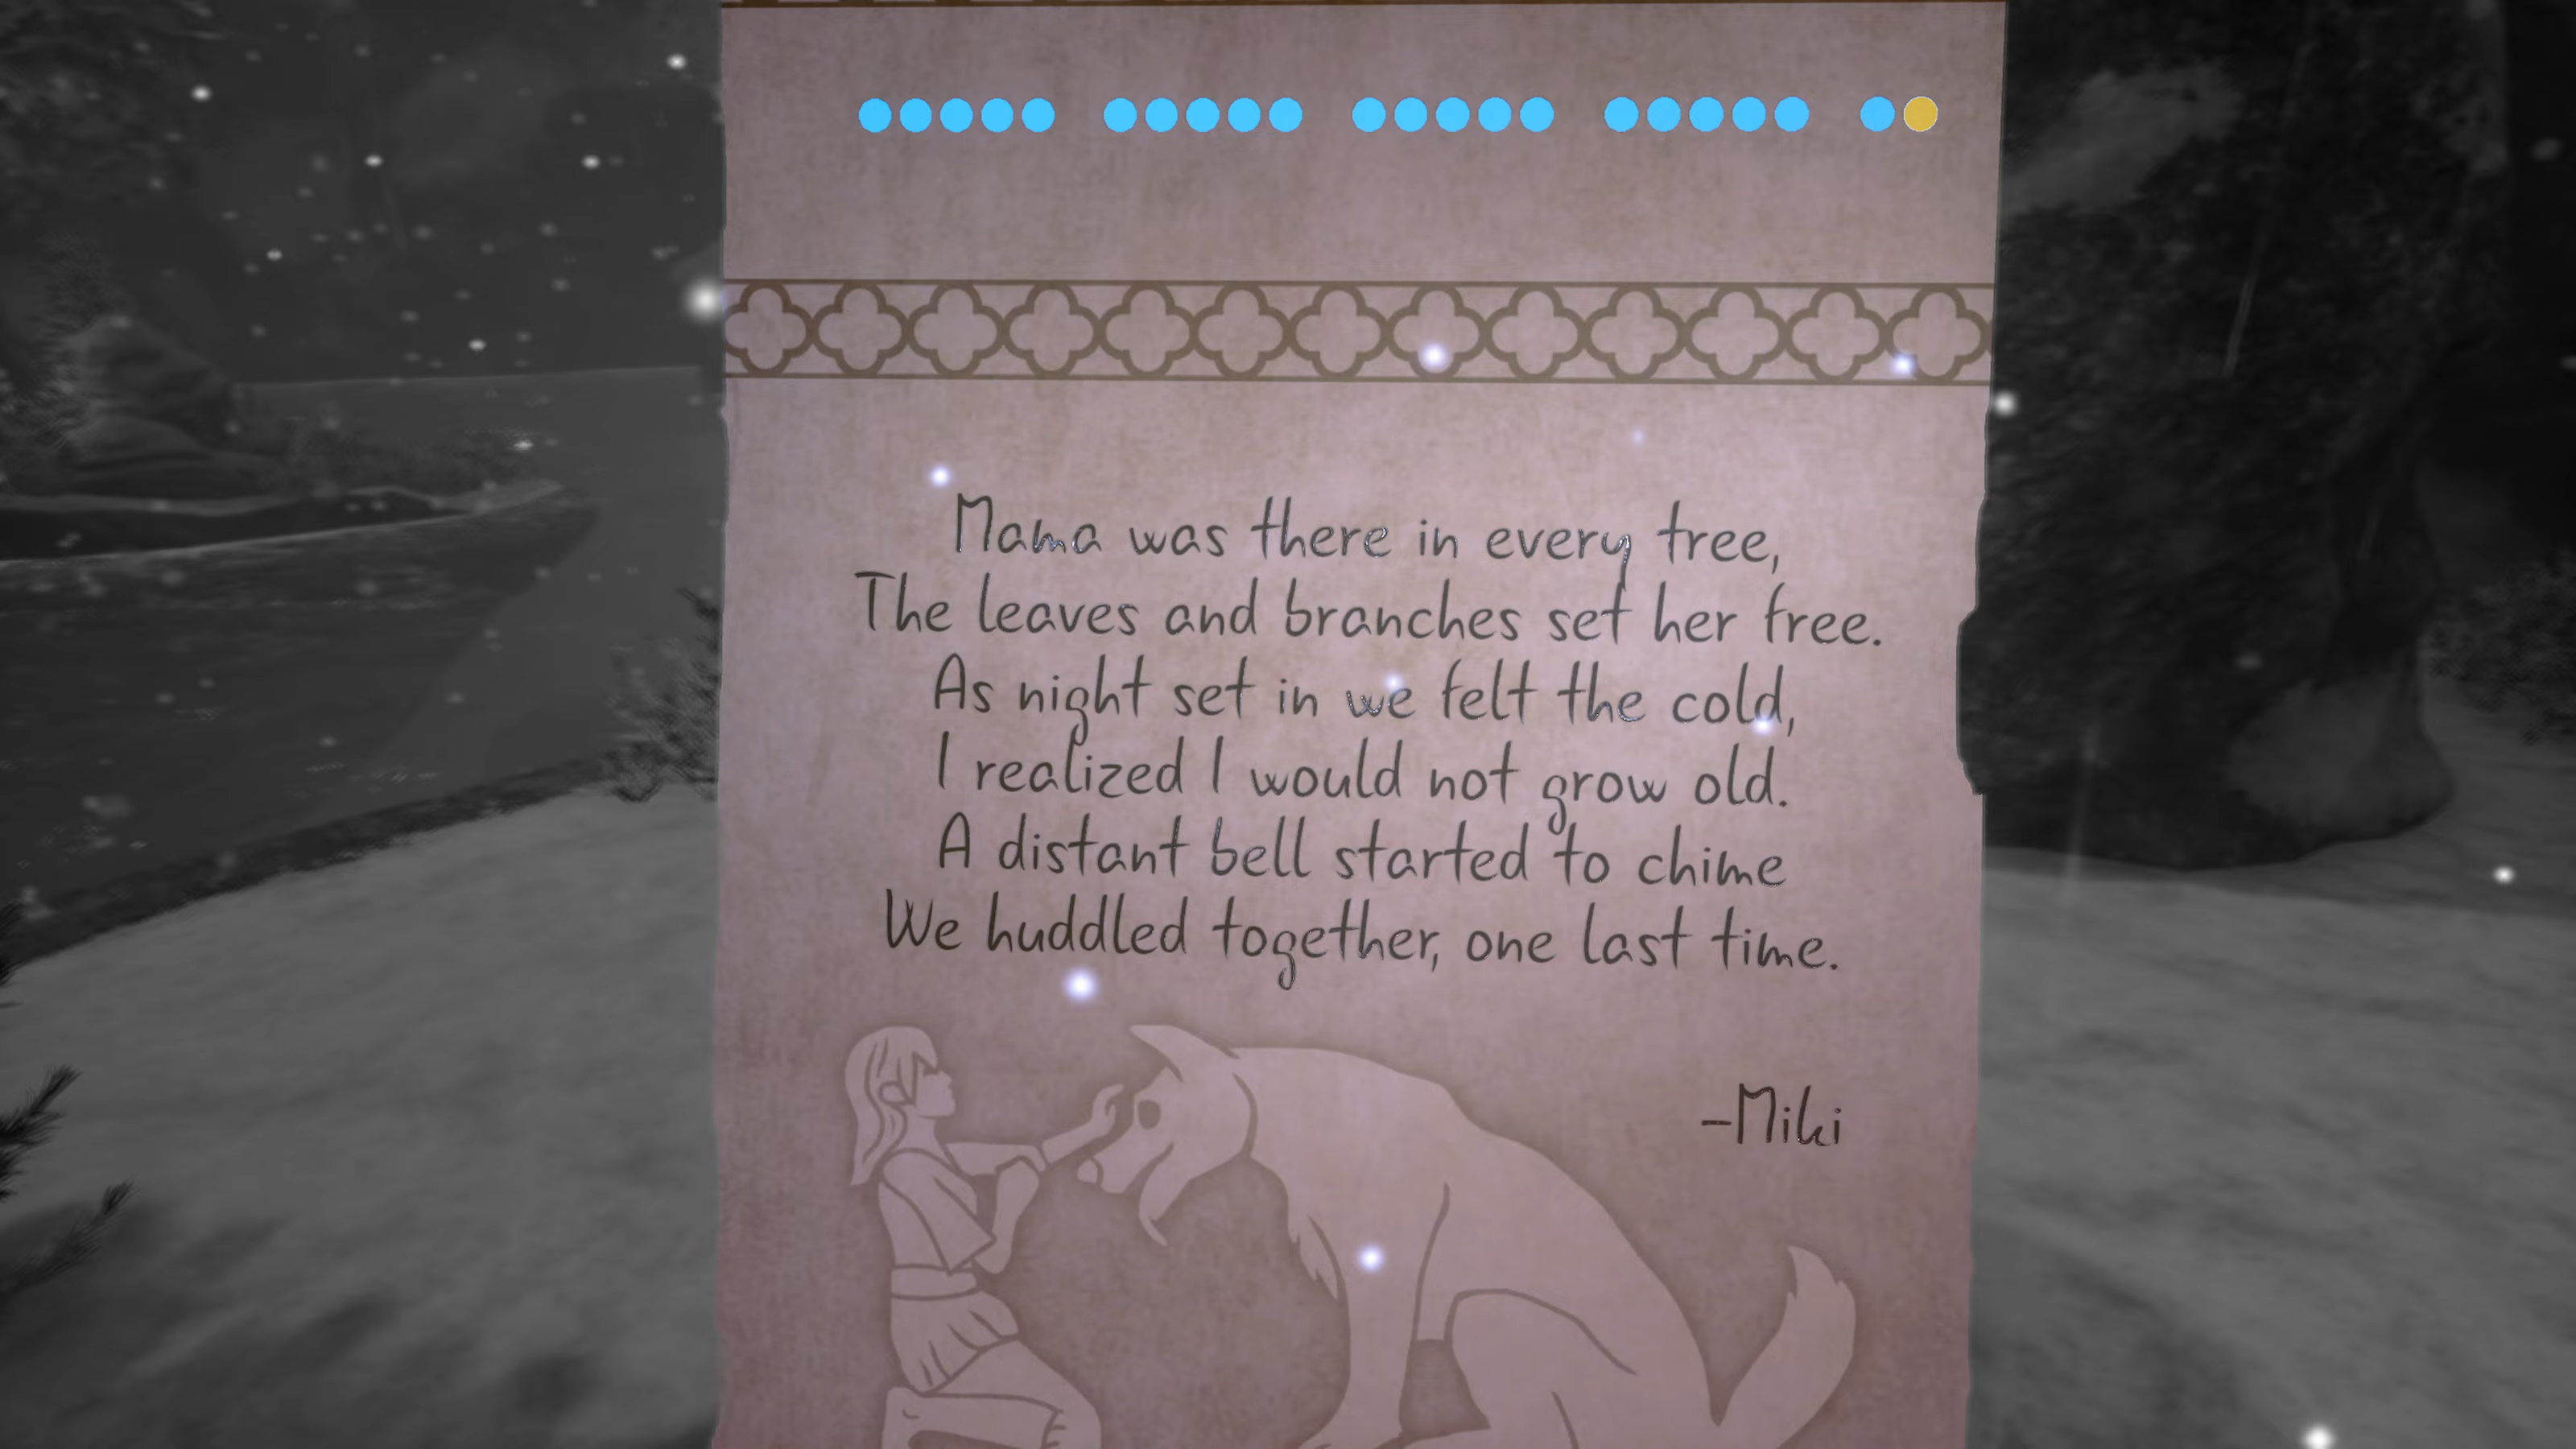 Mama was there in every tree,
The leaves and branches set her free.
As night set in we felt the cold,
I realized I would not grow old.
A distant bell started to chime
We huddled together, one last time.
-Miki